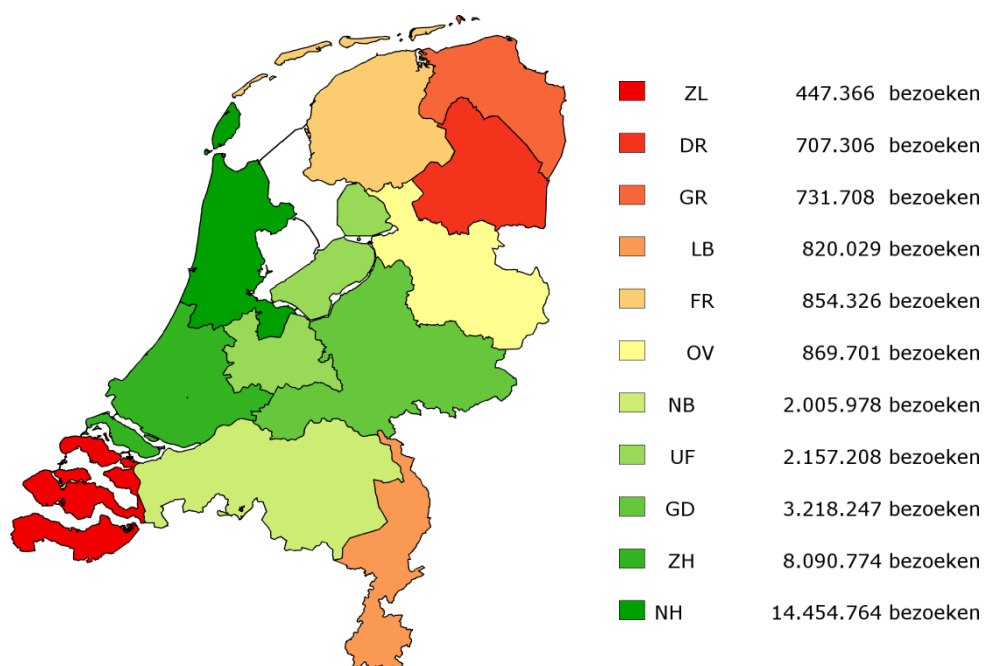 ZL 447.366 bezoeken
DR 707.306 bezoeken
GR 731.708 bezoeken
LB 820.029 bezoeken
FR 854.326 bezoeken
OV 869.701 bezoeken
NB 2.005.978 bezoeken
UF 2.157.208 bezoeken
GD 3.218.247 bezoeken
ZH 8.090.774 bezoeken
NH 14.454.764 bezoeken